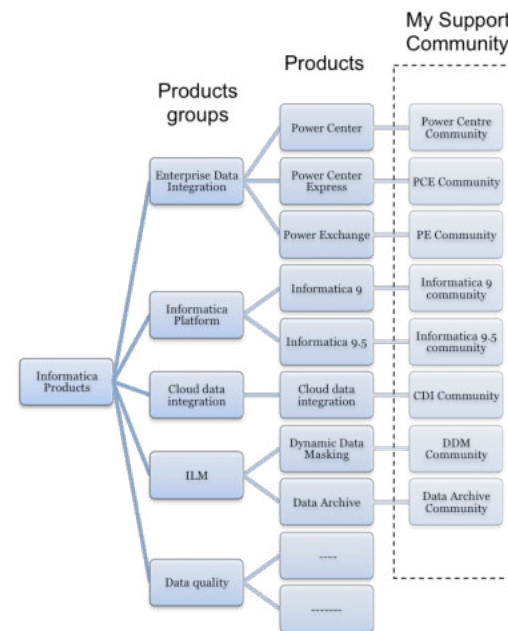 My Support
Community
Products
Products
groups
Power Center
Power Centre
Community
Enterprise Data
Integration
Power Center
Express
PCE Community
Power Exchange
PE Community
Informatica
Platform
Informatica 9
Informatica 9
community
Informatica 9.5
Informatica 9.5
community
Informatica
Products
Cloud data
integration
Cloud data
integration
CDI Community
ILM
Dynamic Data
Masking
DDM
Community
Data Archive
Data Archive
Community
Data quality
----
-------